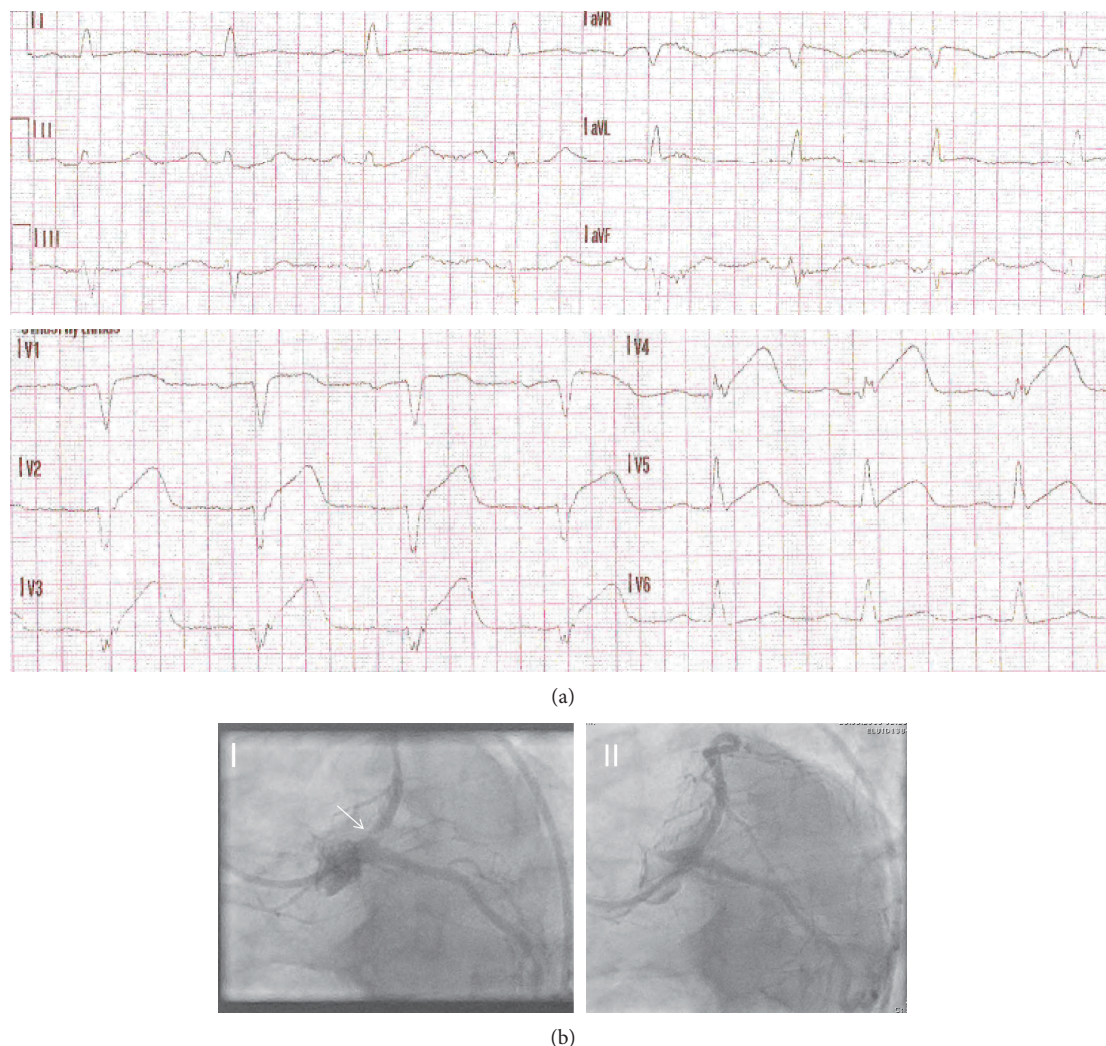 I aVR
II aVL
III aVF
V1 V4
V2 V5
V3 V6
(a)
I II
(b)